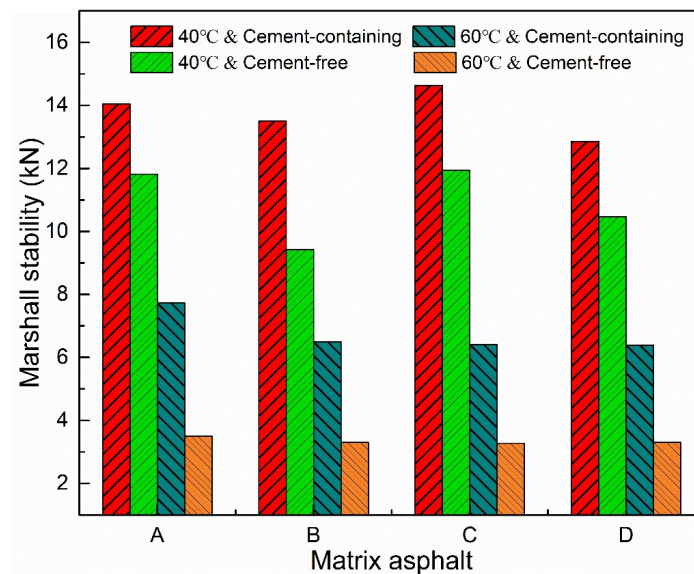 40℃ & Cement-containing 60℃ & Cement-containing
40℃ & Cement-free 60℃ & Cement-free
Marshall stability (kN)
16
14
12
10
8
6
4
2
A B C D
Matrix asphalt